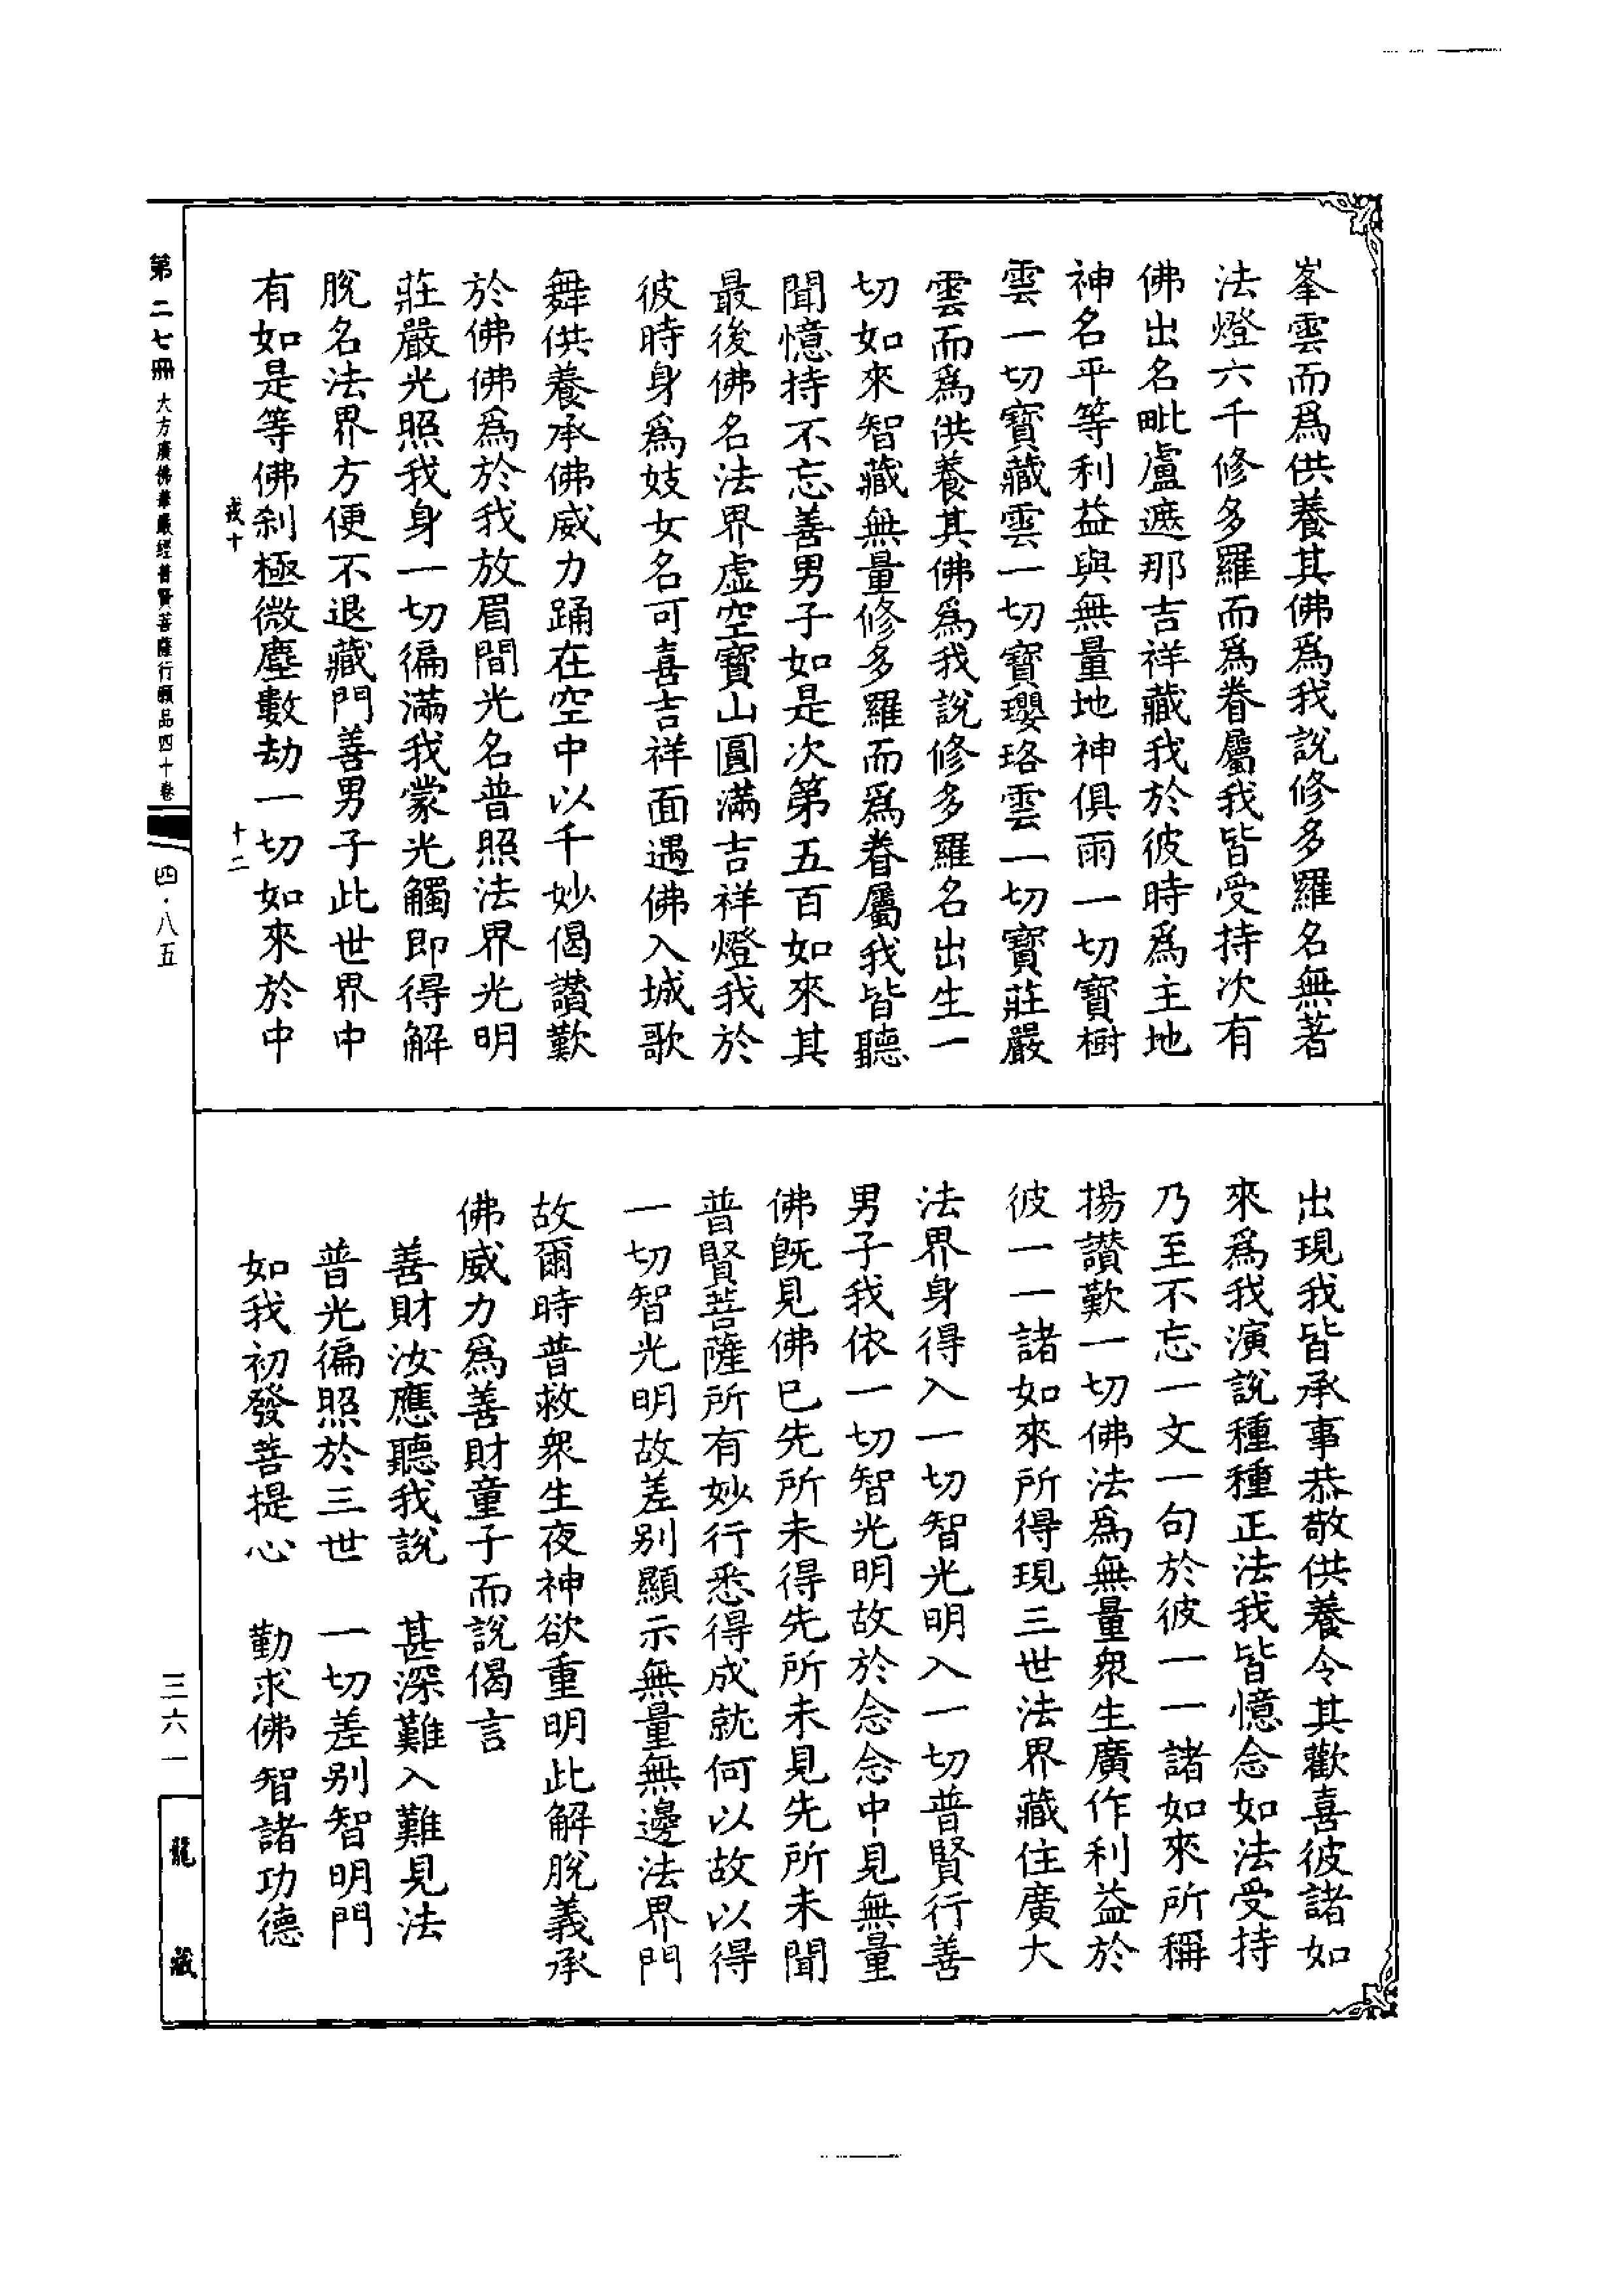 峯雲而爲供養其佛爲我說修多羅名無著
法燈六千修多羅而爲眷屬我皆受持次有
佛出名毗盧遮那吉祥藏我於彼時爲主地
神名平等利益與無量地神俱雨一切寶樹
雲一切寶藏雲一切寶瓔珞雲一切寶莊嚴
雲而爲供養其佛爲我說修多羅名出生一
切如來智藏無量修多羅而爲眷屬我皆聽
聞憶持不忘善男子如是次第五百如來其
最後佛名法界虛空寶山圓滿吉祥燈我於
彼時身爲妓女名可喜吉祥面遇佛入城歌
舞供養承佛威力踊在空中以千妙偈讚歎
於佛佛爲於我放眉間光名普照法界光明
莊嚴光照我身一切徧滿我蒙光觸即得解
脫名法界方便不退藏門善男子此世界中
有如是等佛刹極微塵數劫一切如來於中
戎十
十二
出現我皆承事恭敬供養令其歡喜彼諸如
來爲我演說種種正法我皆憶念如法受持
乃至不忘一文一句於彼一一諸如來所稱
揚讚歎一切佛法爲無量衆生廣作利益於
彼一一諸如來所得現三世法界藏住廣大
法界身得入一切智光明入一切普賢行善
男子我依一切智光明故於念念中見無量
佛既見佛已先所未得先所未見先所未聞
普賢菩薩所有妙行悉得成就何以故以得
一切智光明故差别顯示無量無邊法界門
故爾時普救衆生夜神欲重明此解脫義承
佛威力爲善財童子而說偈言
善財汝應聽我說　甚深難入難見法
普光徧照於三世　一切差别智明門
如我初發菩提心　勤求佛智諸功德
第二七冊 大方廣佛華嚴經普賢菩薩行願品四十卷
四・八五
三六一
龍藏